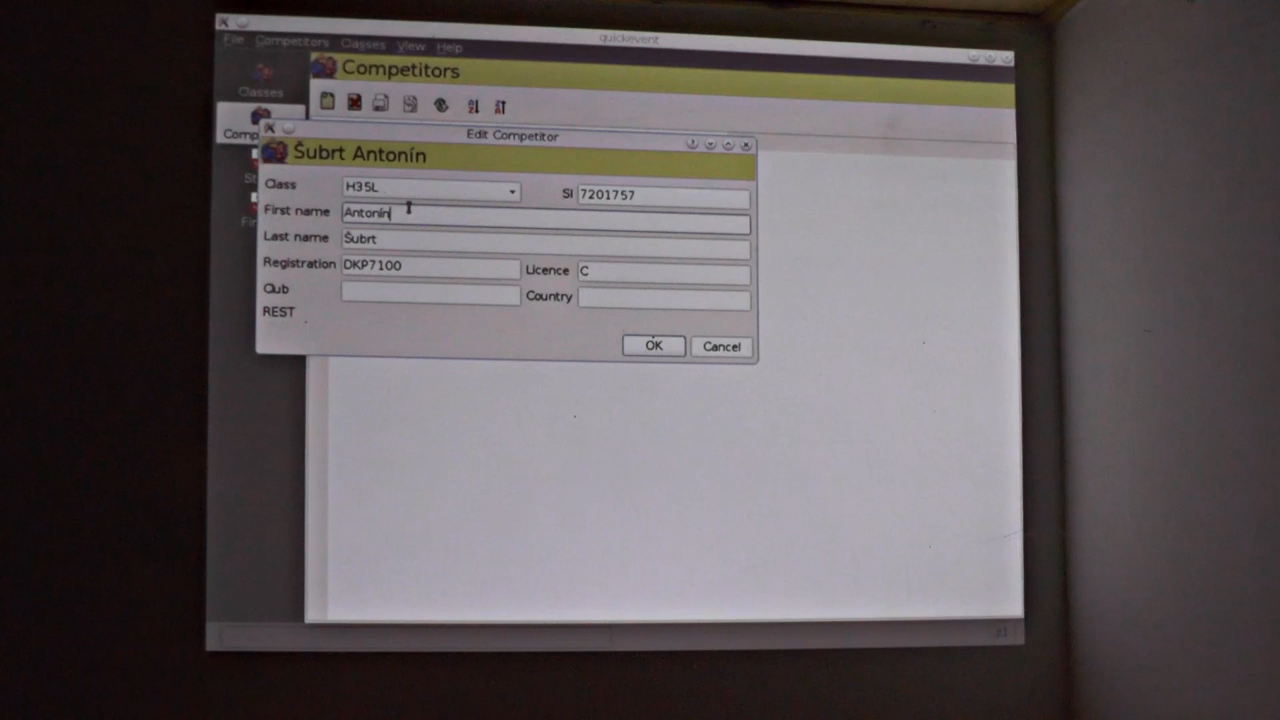 quickevent
File Competitors Classes View Help
Competitors
Classes
Edit Competitor
Šubrt Antonín
Class H35L SI 7201757
First name Antonín
Last name Šubrt
Registration DKP7100 Licence C
Club Country
REST
OK Cancel